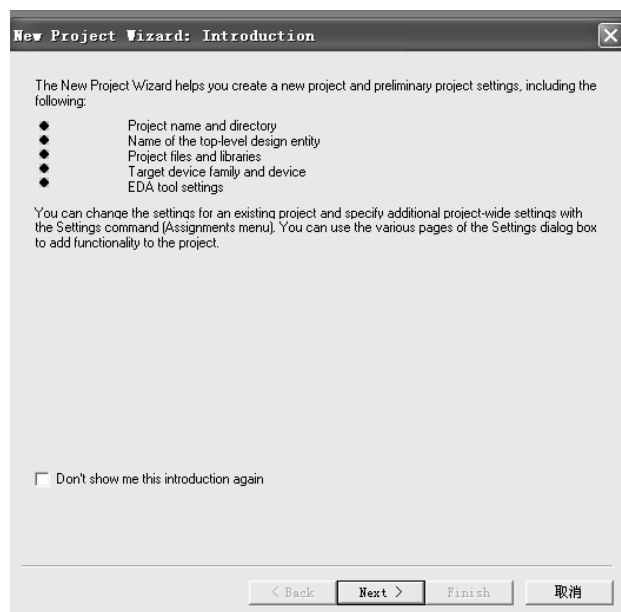 New Project Wizard: Introduction
The New Project Wizard helps you create a new project and preliminary project settings, including the
following:
Project name and directory
Name of the top-level design entity
Project files and libraries
Target device family and device
EDA tool settings
You can change the settings for an existing project and specify additional project-wide settings with
the Settings command (Assignments menu). You can use the various pages of the Settings dialog box
to add functionality to the project.
Don't show me this introduction again
< Back Next > Finish 取消